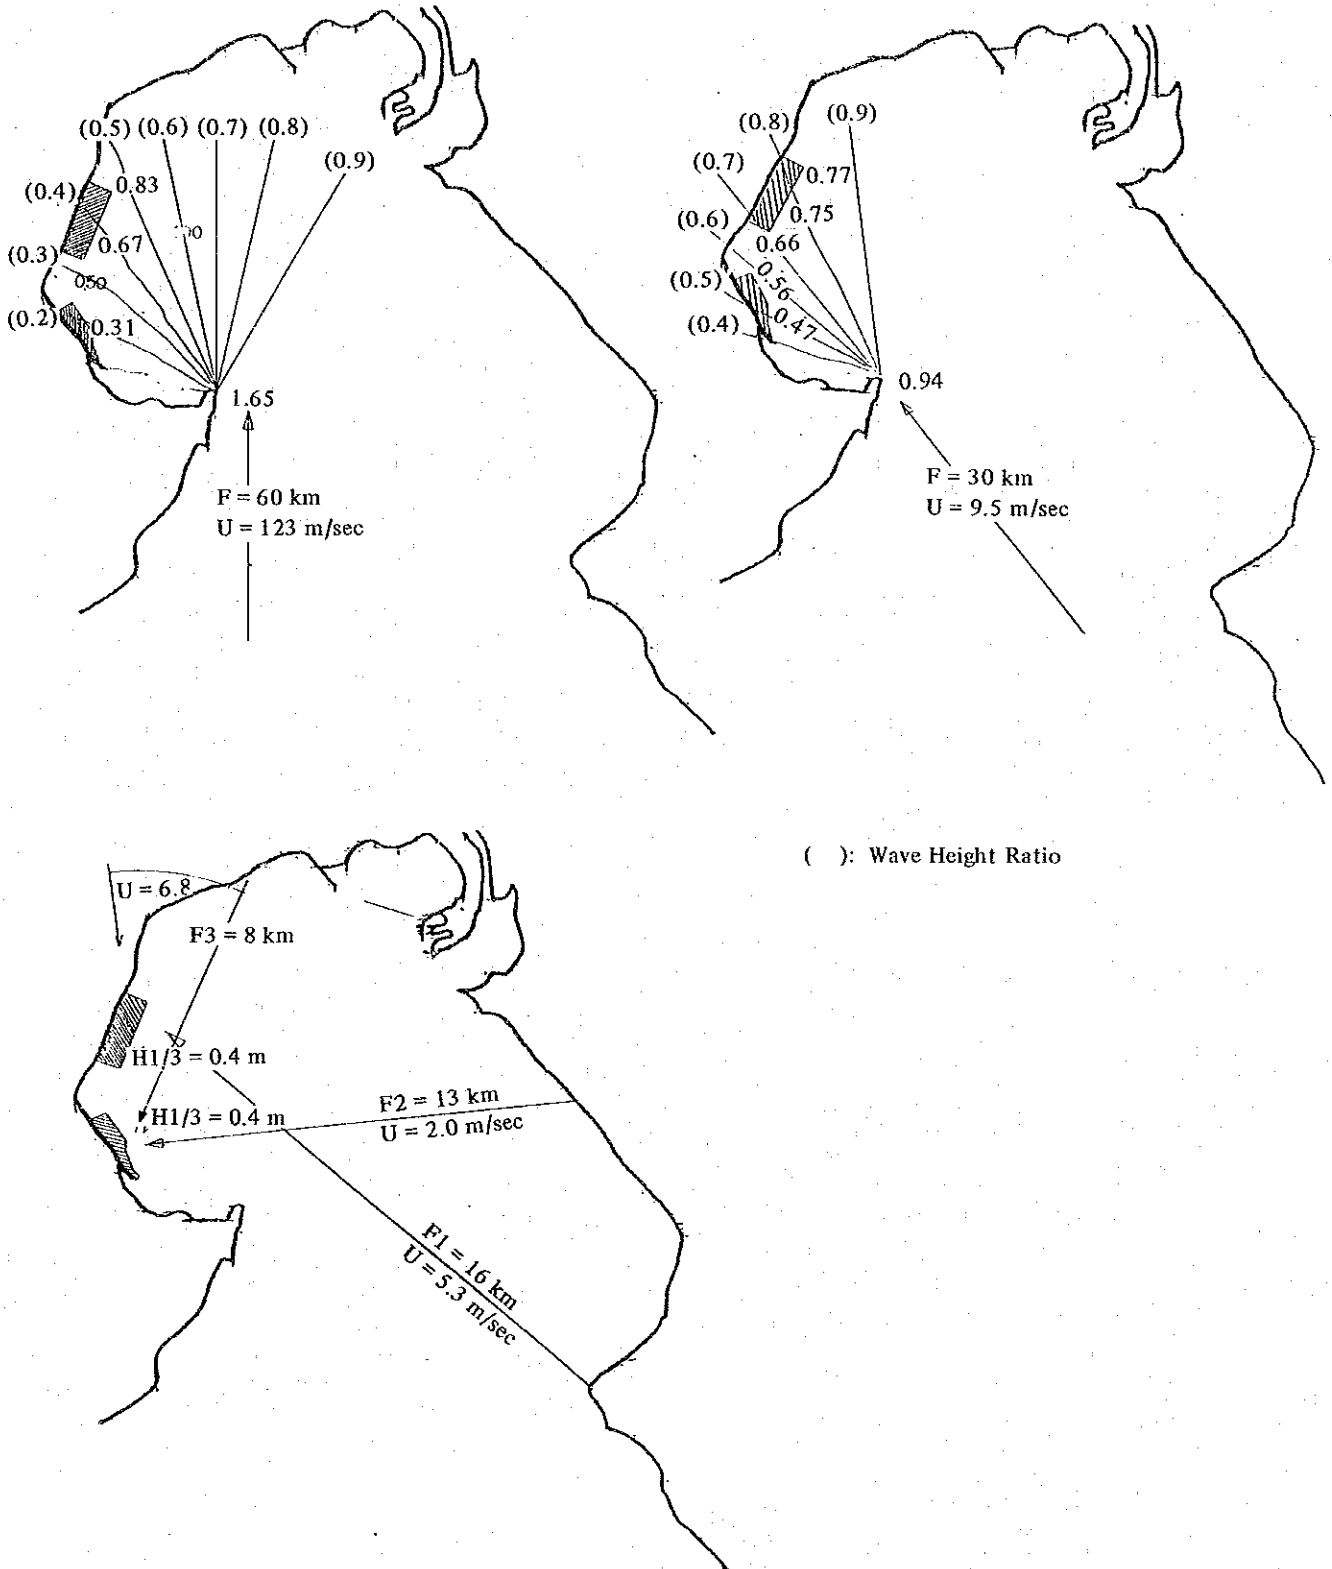 (0.5) (0.6) (0.7) (0.8)
(0.9)
(0.4) 0.83
(0.3) 0.67
0.50
(0.2) 0.31
1.65
F = 60 km
U = 123 m/sec
(0.8) (0.9)
(0.7) 0.77
(0.6) 0.75
0.66
(0.5) 0.56
(0.4) 0.47
0.94
F = 30 km
U = 9.5 m/sec
( ): Wave Height Ratio
U = 6.8
F3 = 8 km
H1/3 = 0.4 m
H1/3 = 0.4 m
F2 = 13 km
U = 2.0 m/sec
F1 = 16 km
U = 5.3 m/sec